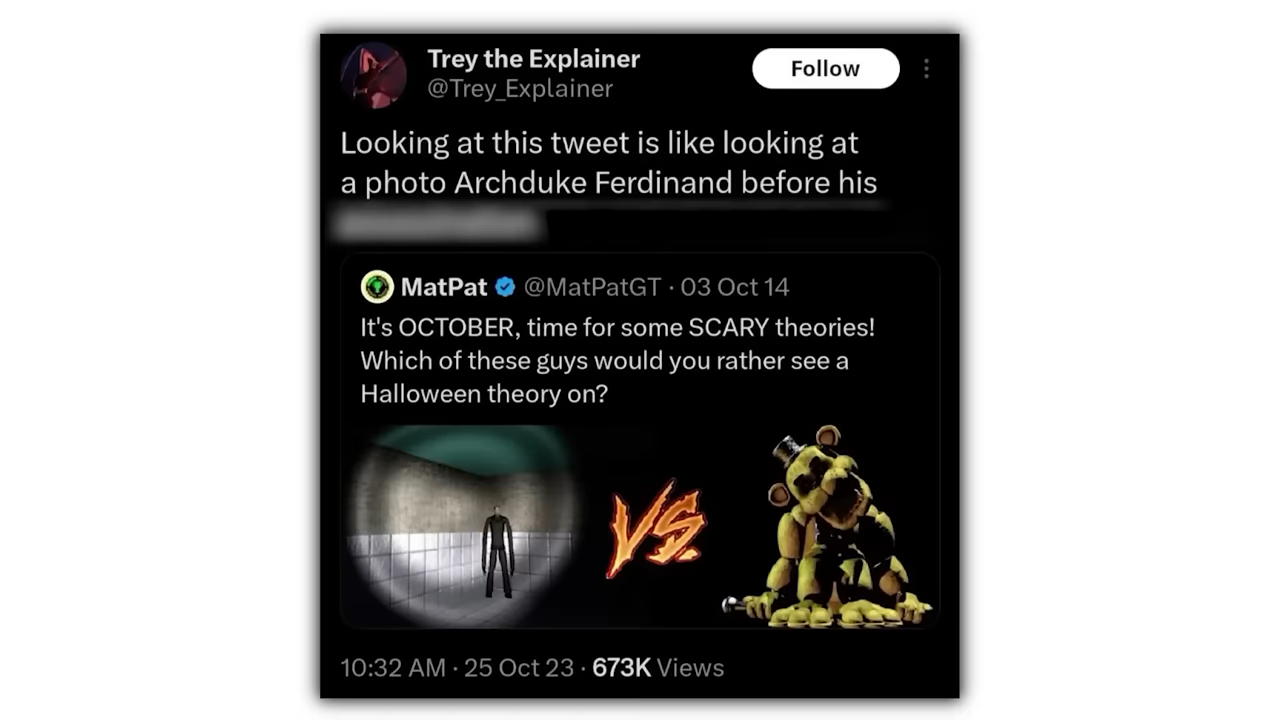 Trey the Explainer
@Trey_Explainer
Follow
Looking at this tweet is like looking at
a photo Archduke Ferdinand before his
MatPat @MatPatGT · 03 Oct 14
It's OCTOBER, time for some SCARY theories!
Which of these guys would you rather see a
Halloween theory on?
VS
10:32 AM · 25 Oct 23 · 673K Views